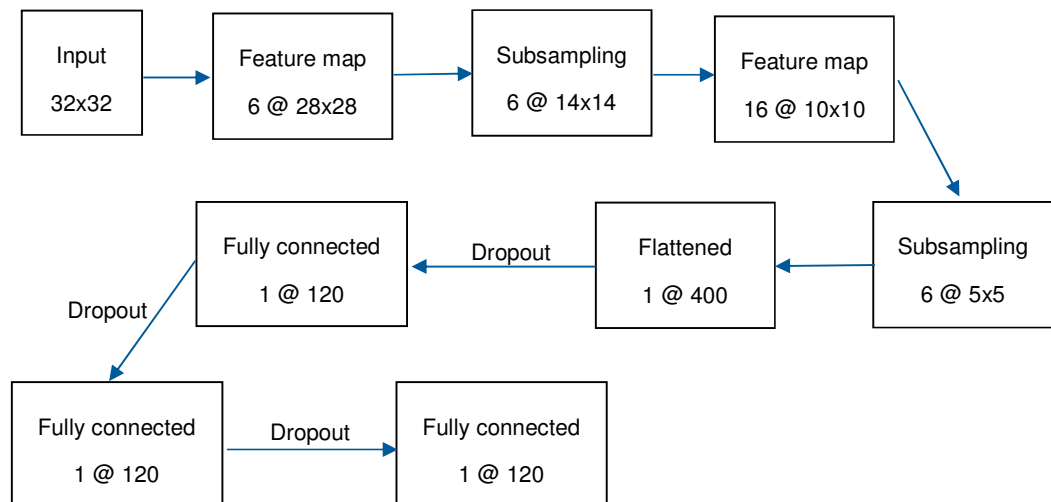 Input
32x32
Feature map
6 @ 28x28
Subsampling
6 @ 14x14
Feature map
16 @ 10x10
Subsampling
6 @ 5x5
Flattened
1 @ 400
Dropout
Fully connected
1 @ 120
Dropout
Fully connected
1 @ 120
Dropout
Fully connected
1 @ 120